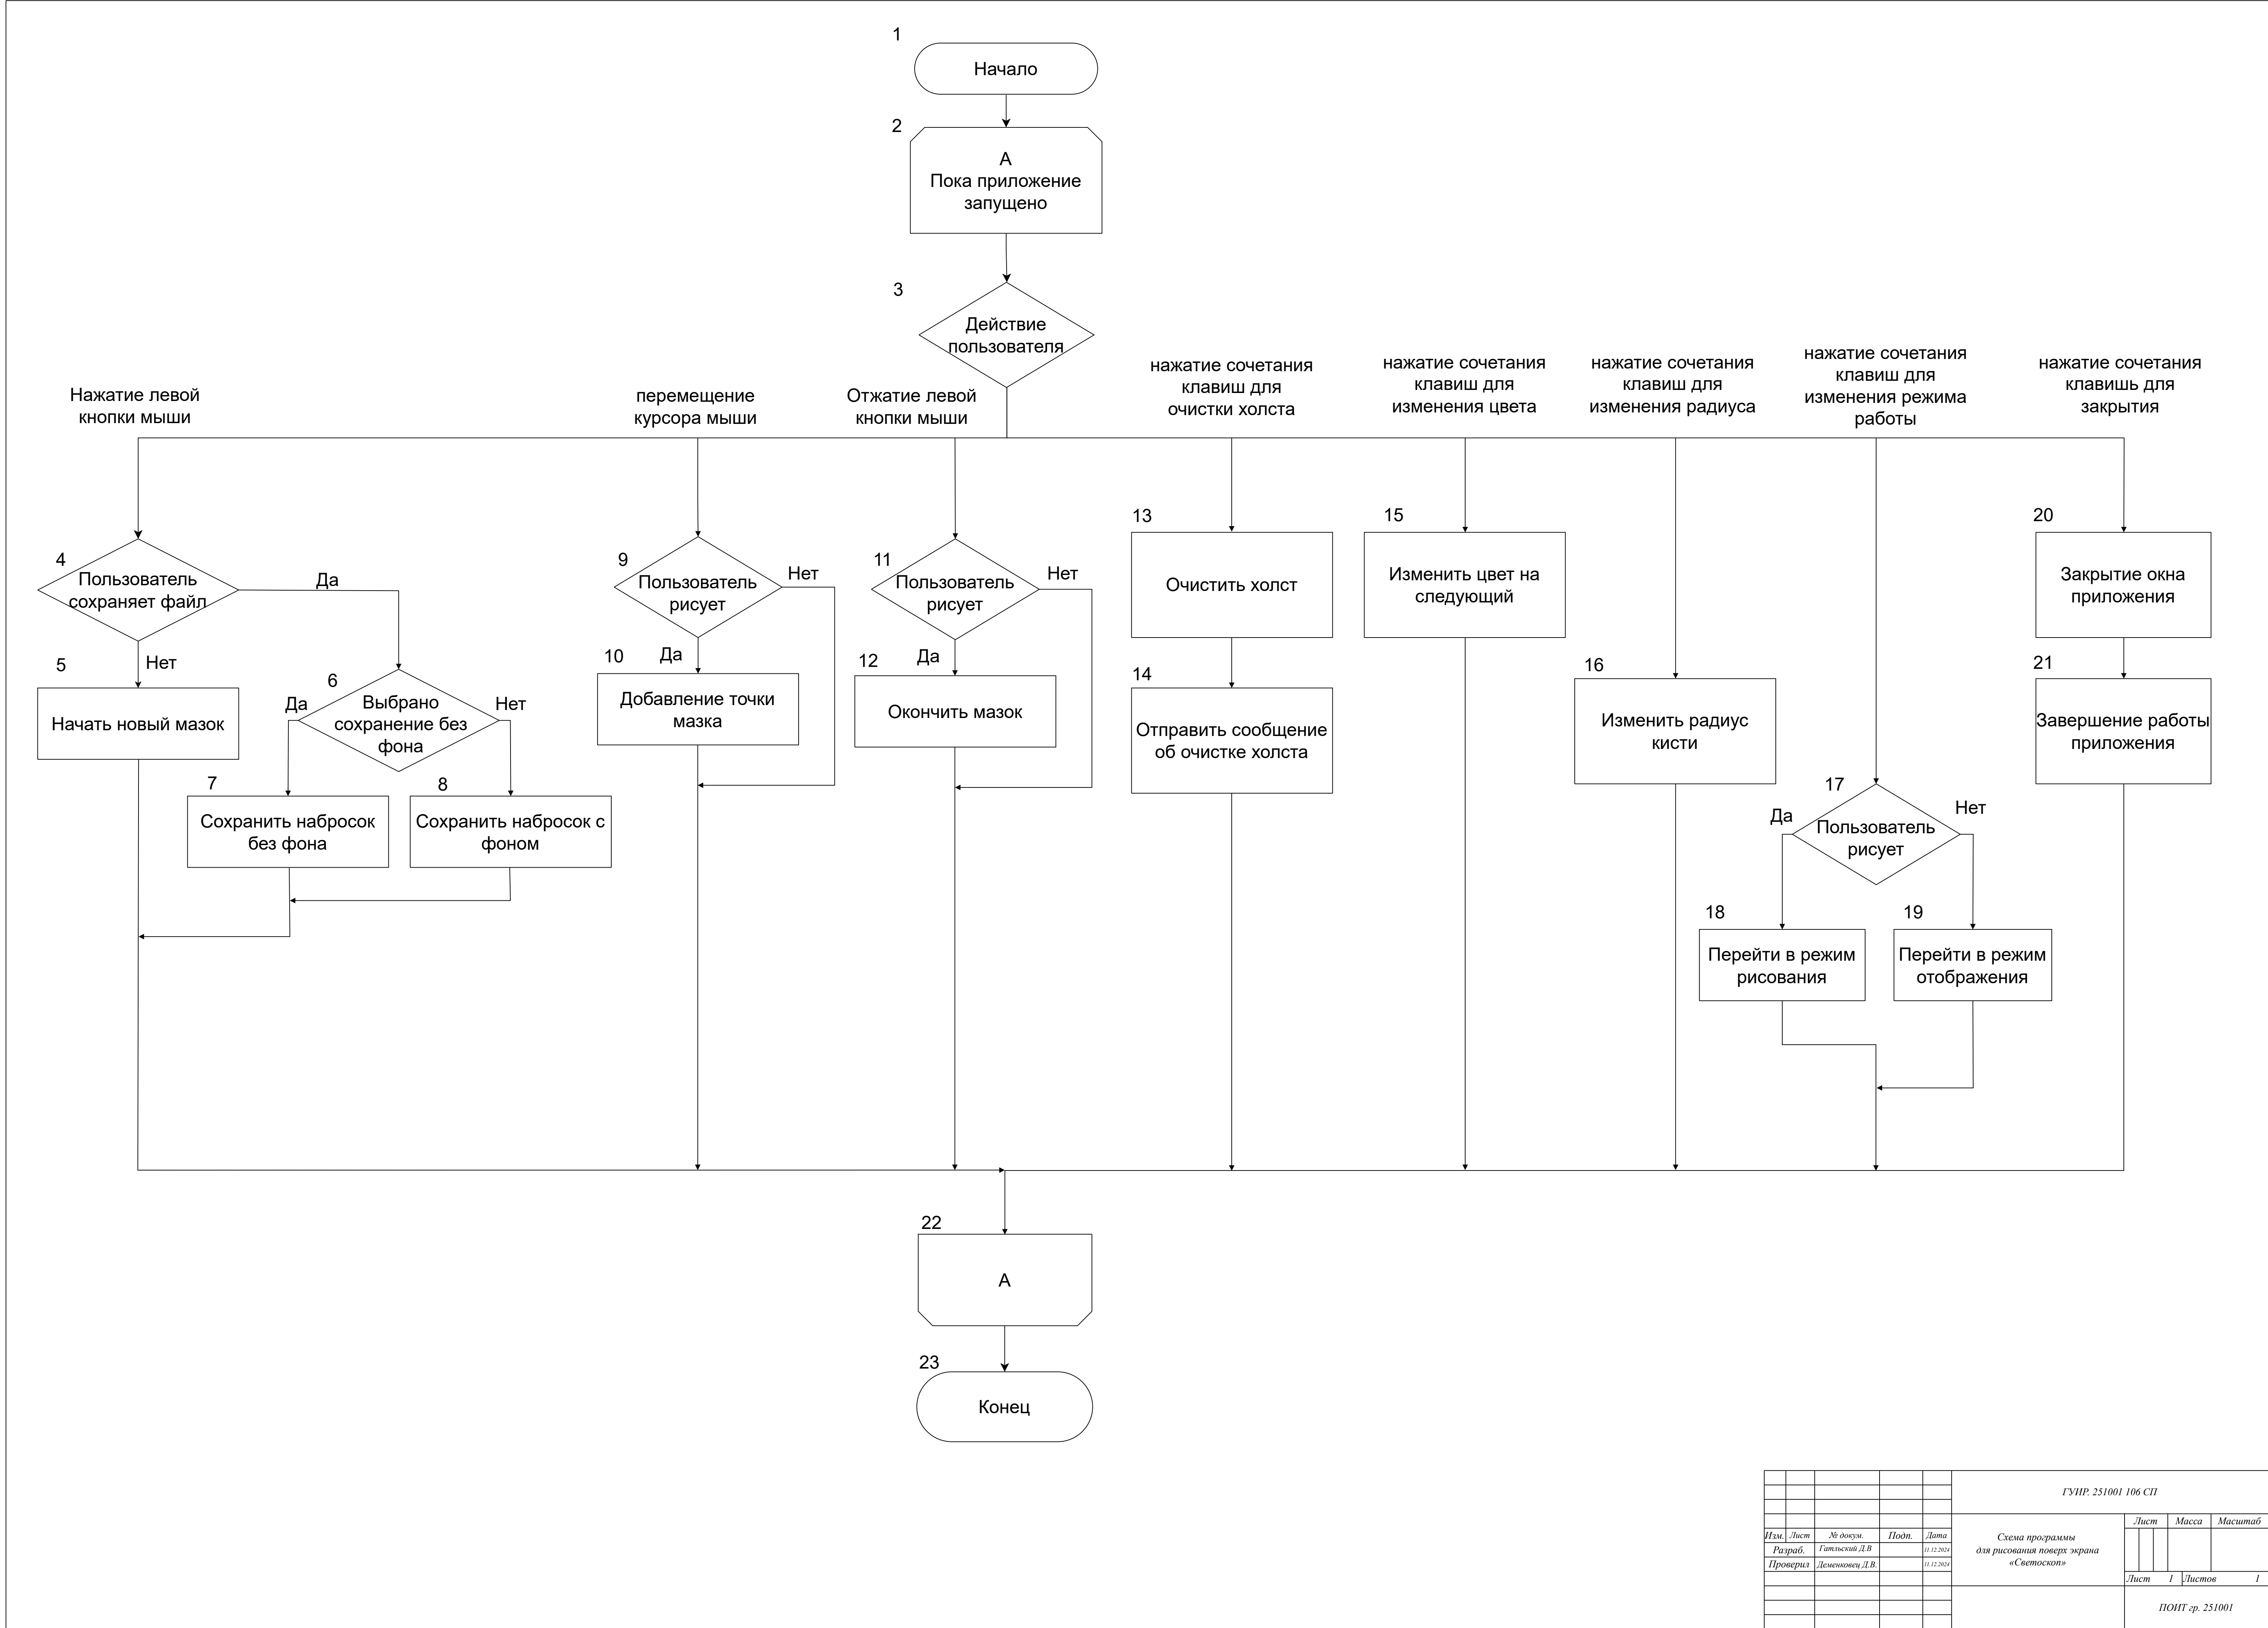 1
Начало
2
А
Пока приложение
запущено
3
Действие
пользователя
Нажатие левой
кнопки мыши
перемещение
курсора мыши
Отжатие левой
кнопки мыши
нажатие сочетания
клавиш для
очистки холста
нажатие сочетания
клавиш для
изменения цвета
нажатие сочетания
клавиш для
изменения радиуса
нажатие сочетания
клавиш для
изменения режима
работы
нажатие сочетания
клавишь для
закрытия
4
Пользователь
сохраняет файл
Да
Нет
5
Начать новый мазок
6
Выбрано
сохранение без
фона
Да
Нет
7
Сохранить набросок
без фона
8
Сохранить набросок с
фоном
9
Пользователь
рисует
Нет
Да
10
Добавление точки
мазка
11
Пользователь
рисует
Нет
Да
12
Окончить мазок
13
Очистить холст
14
Отправить сообщение
об очистке холста
15
Изменить цвет на
следующий
16
Изменить радиус
кисти
17
Пользователь
рисует
Да
Нет
18
Перейти в режим
рисования
19
Перейти в режим
отображения
20
Закрытие окна
приложения
21
Завершение работы
приложения
22
А
23
Конец
ГУИР. 251001 106 СП
Изм. Лист № докум. Подп. Дата
Разраб. Гатльский Д.В 11.12.2024
Проверил Деменковец Д.В. 11.12.2024
Схема программы
для рисования поверх экрана
«Светоскоп»
Лист Масса Масштаб
Лист 1 Листов 1
ПОИТ гр. 251001